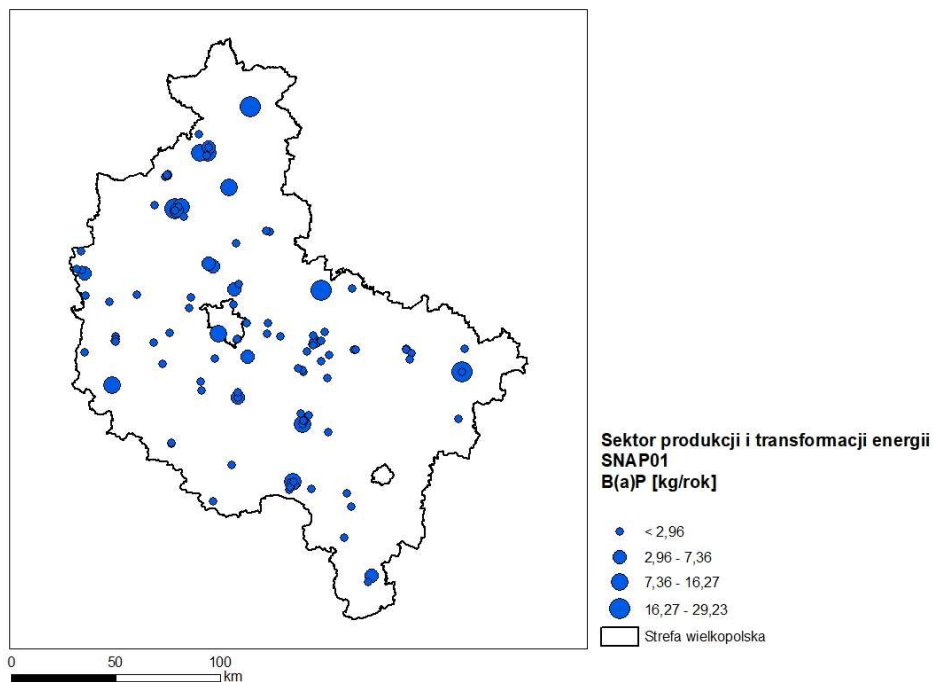 Sektor produkcji i transformacji energii
SNAP01
B(a)P [kg/rok]
< 2,96
2,96 - 7,36
7,36 - 16,27
16,27 - 29,23
Strefa wielkopolska
0 50 100
km